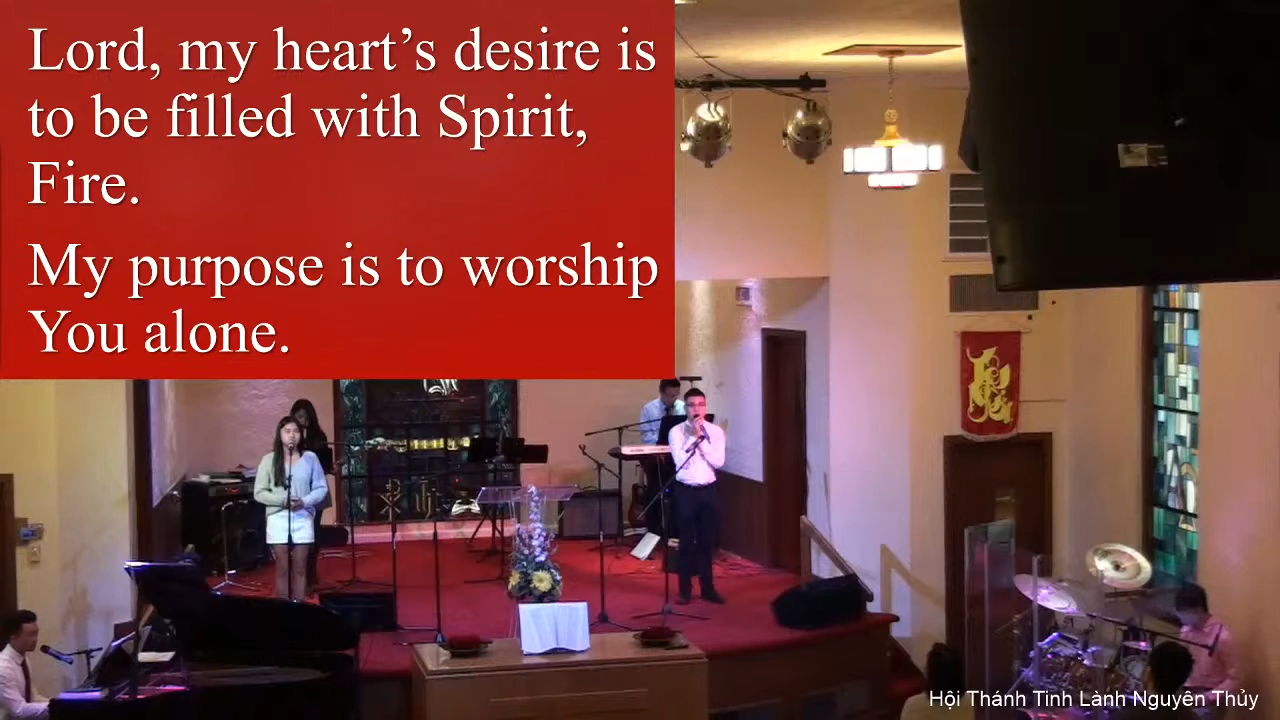 Lord, my heart’s desire is
to be filled with Spirit,
Fire.
My purpose is to worship
You alone.
Hội Thánh Tinh Lành Nguyên Thủy